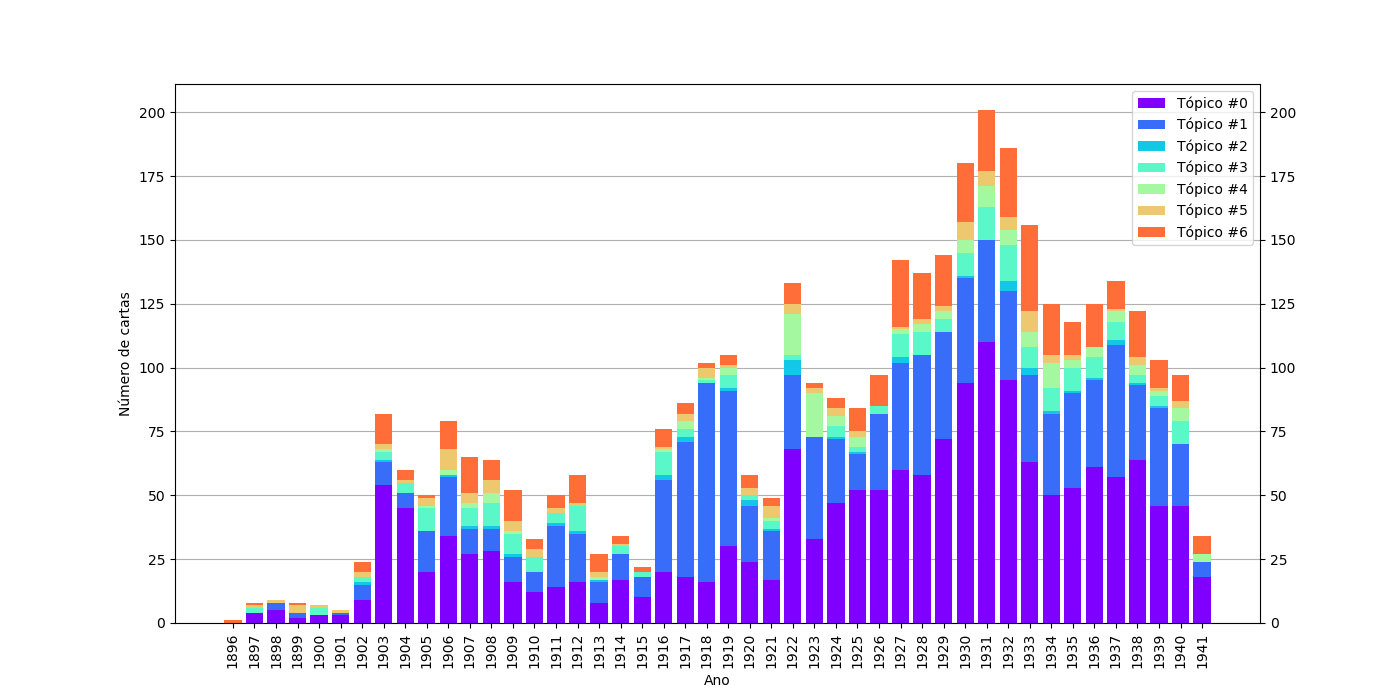 200
175
150
125
100
75
50
25
0
Número de cartas
200
175
150
125
100
75
50
25
0
Tópico #0
Tópico #1
Tópico #2
Tópico #3
Tópico #4
Tópico #5
Tópico #6
1896 1897 1898 1899 1900 1901 1902 1903 1904 1905 1906 1907 1908 1909 1910 1911 1912 1913 1914 1915 1916 1917 1918 1919 1920 1921 1922 1923 1924 1925 1926 1927 1928 1929 1930 1931 1932 1933 1934 1935 1936 1937 1938 1939 1940 1941
Ano